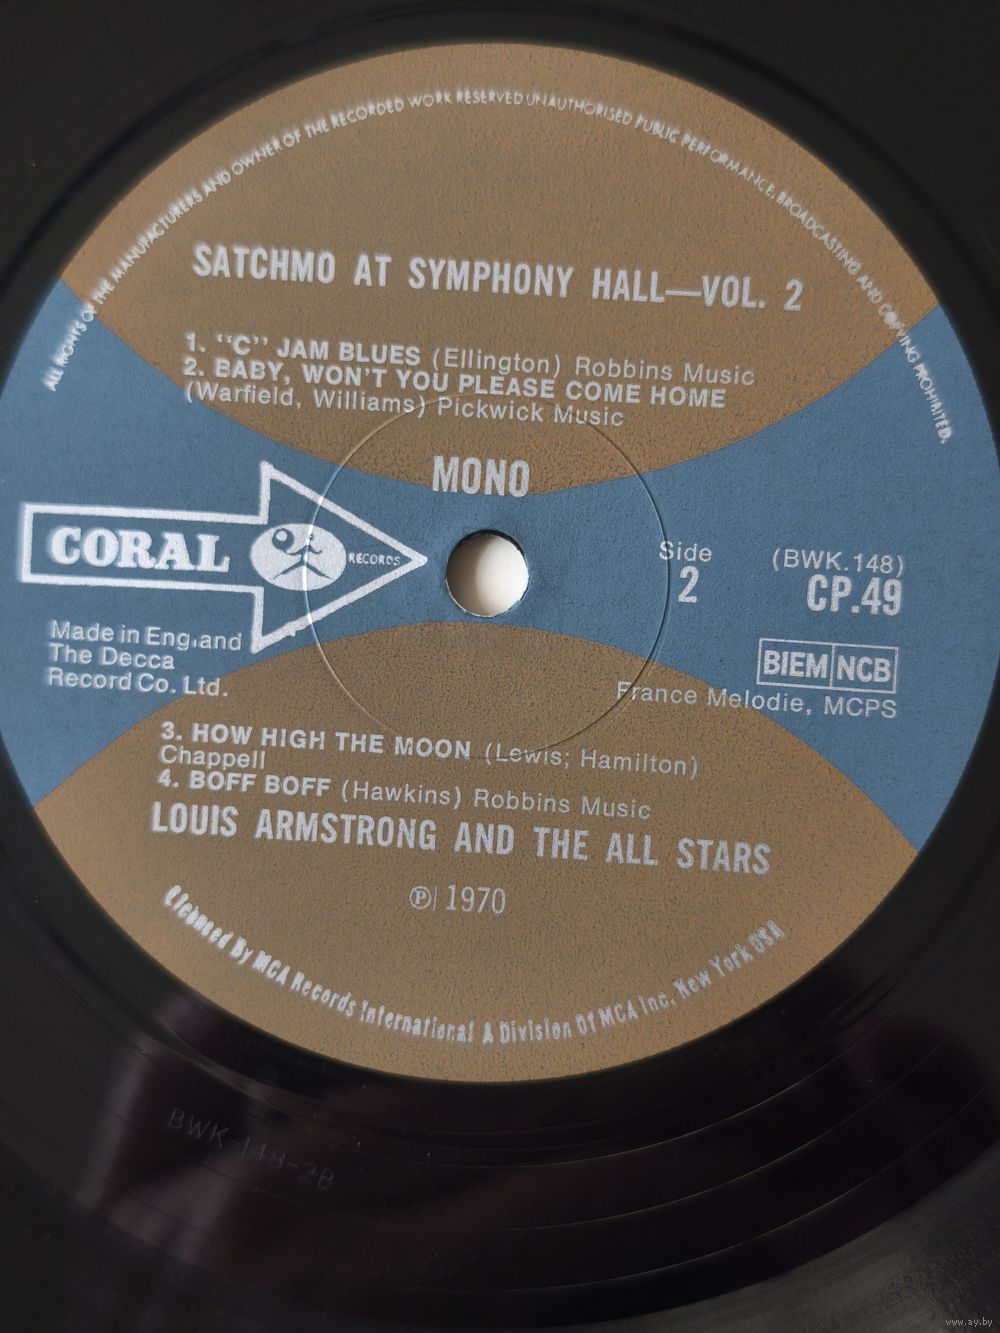 ALL RIGHTS OF THE MANUFACTURERS AND OWNER OF THE RECORDED WORK RESERVED UNAUTHORISED PUBLIC PERFORMANCE, BROADCASTING AND COPYING PROHIBITED.
SATCHMO AT SYMPHONY HALL—VOL. 2
1. "C" JAM BLUES (Ellington) Robbins Music
2. BABY, WON'T YOU PLEASE COME HOME
(Warfield, Williams) Pickwick Music
MONO
CORAL RECORDS
Side
2
(BWK.148)
CP.49
Made in England
The Decca
Record Co. Ltd.
BIEM NCB
France Melodie, MCPS
3. HOW HIGH THE MOON (Lewis; Hamilton)
Chappell
4. BOFF BOFF (Hawkins) Robbins Music
LOUIS ARMSTRONG AND THE ALL STARS
Ⓟ 1970
Licensed By MCA Records International A Division Of MCA Inc. New York USA
BWK-148-2B
www.ay.by